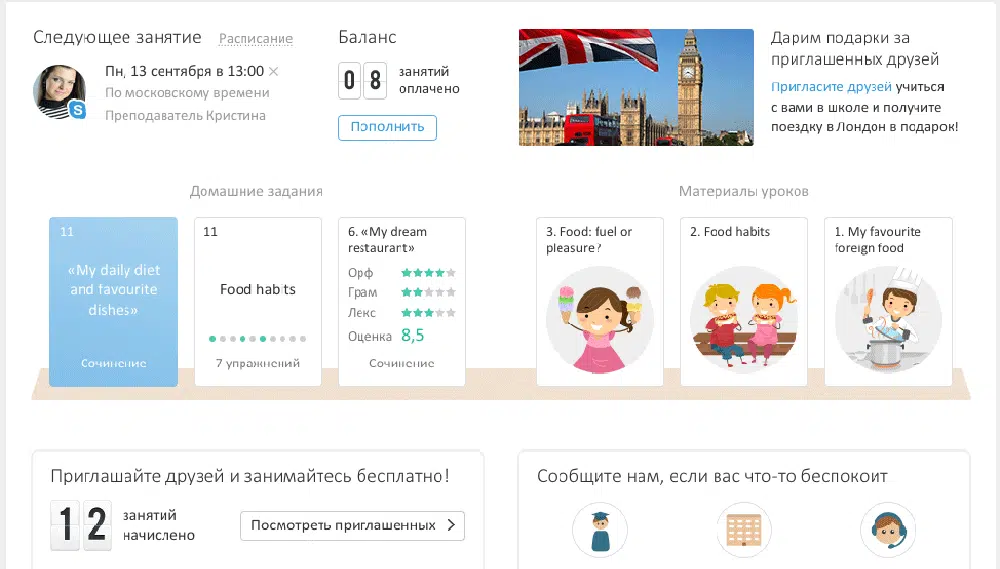 Следующее занятие Расписание
Пн, 13 сентября в 13:00
По московскому времени
Преподаватель Кристина
Баланс
08 занятий
оплачено
Пополнить
Дарим подарки за
приглашенных друзей
Пригласите друзей учиться
с вами в школе и получите
поездку в Лондон в подарок!
Домашние задания
11
«My daily diet
and favourite
dishes»
Сочинение
11
Food habits
7 упражнений
6. «My dream
restaurant»
Орф
Грам
Лекс
Оценка 8,5
Сочинение
Материалы уроков
3. Food: fuel or
pleasure?
2. Food habits
1. My favourite
foreign food
Приглашайте друзей и занимайтесь бесплатно!
12 занятий
начислено
Посмотреть приглашенных
Сообщите нам, если вас что-то беспокоит